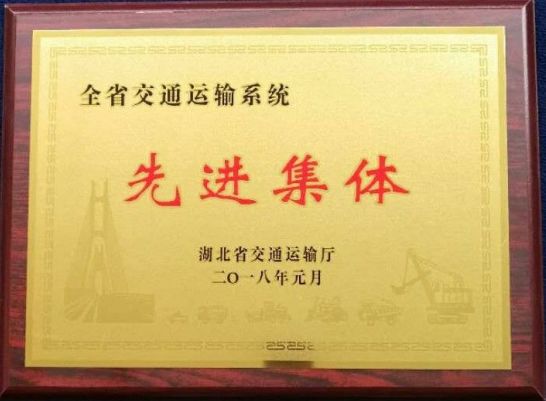 全省交通运输系统
先进集体
湖北省交通运输厅
二〇一八年元月